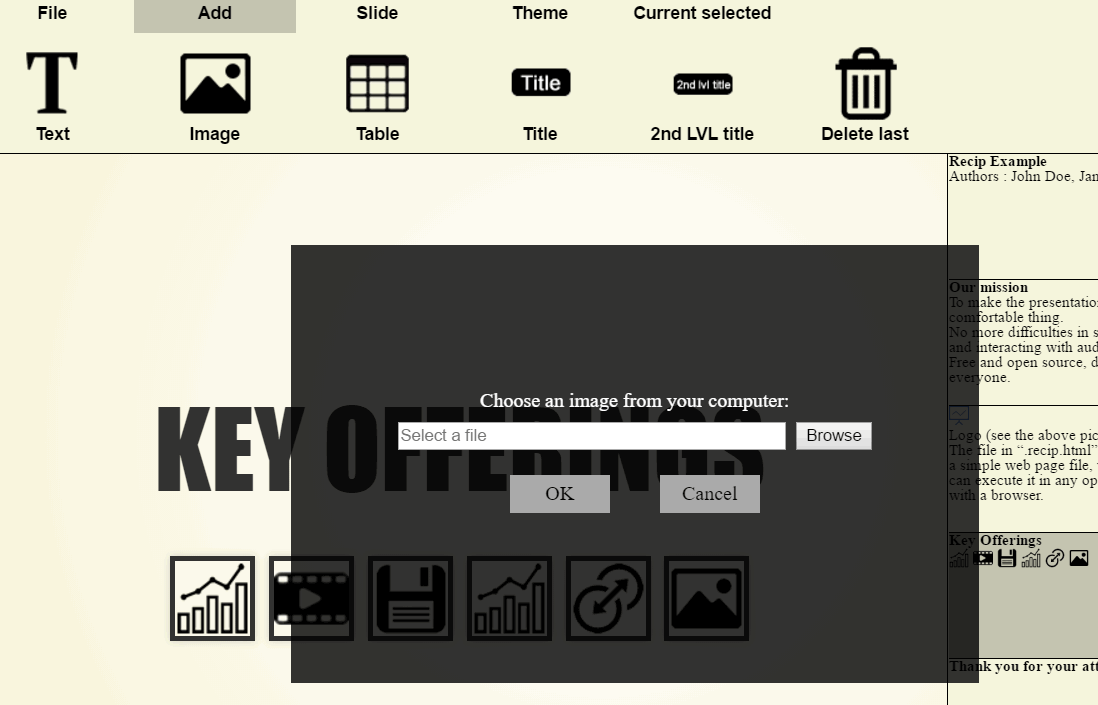 File Add Slide Theme Current selected
T Title 2nd lvl title
Text Image Table Title 2nd LVL title Delete last
Recip Example
Authors : John Doe, Jan
Our mission
To make the presentatio
comfortable thing.
No more difficulties in s
and interacting with aud
Free and open source, d
everyone.
Choose an image from your computer:
Select a file Browse
KEY OFFERINGS
OK Cancel
Logo (see the above pic
The file in “.recip.html”
a simple web page file,
can execute it in any op
with a browser.
Key Offerings
Thank you for your att